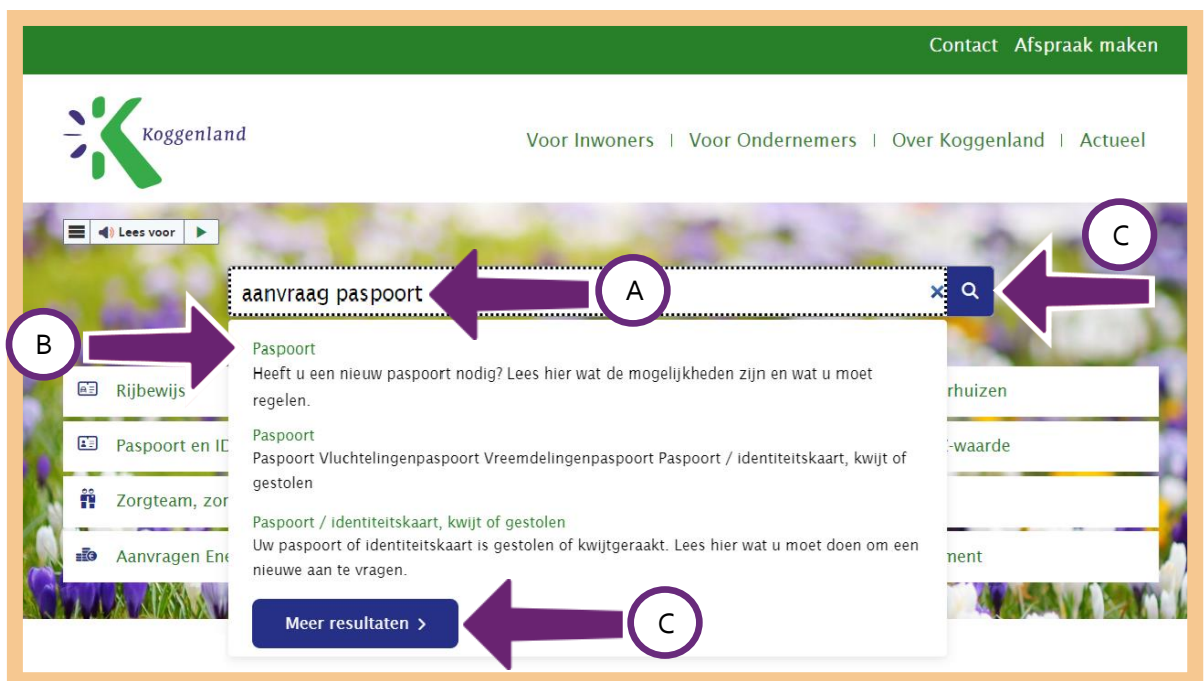 Contact Afspraak maken
Koggenland
Voor Inwoners | Voor Ondernemers | Over Koggenland | Actueel
Lees voor
C
aanvraag paspoort
A
B
Paspoort
Heeft u een nieuw paspoort nodig? Lees hier wat de mogelijkheden zijn en wat u moet
regelen.
Rijbewijs
rhuizen
Paspoort
Paspoort Vluchtelingenpaspoort Vreemdelingenpaspoort Paspoort / identiteitskaart, kwijt of
gestolen
Paspoort en ID
-waarde
Zorgteam, zor
Paspoort / identiteitskaart, kwijt of gestolen
Uw paspoort of identiteitskaart is gestolen of kwijtgeraakt. Lees hier wat u moet doen om een
nieuwe aan te vragen.
Aanvragen Ene
ment
Meer resultaten >
C